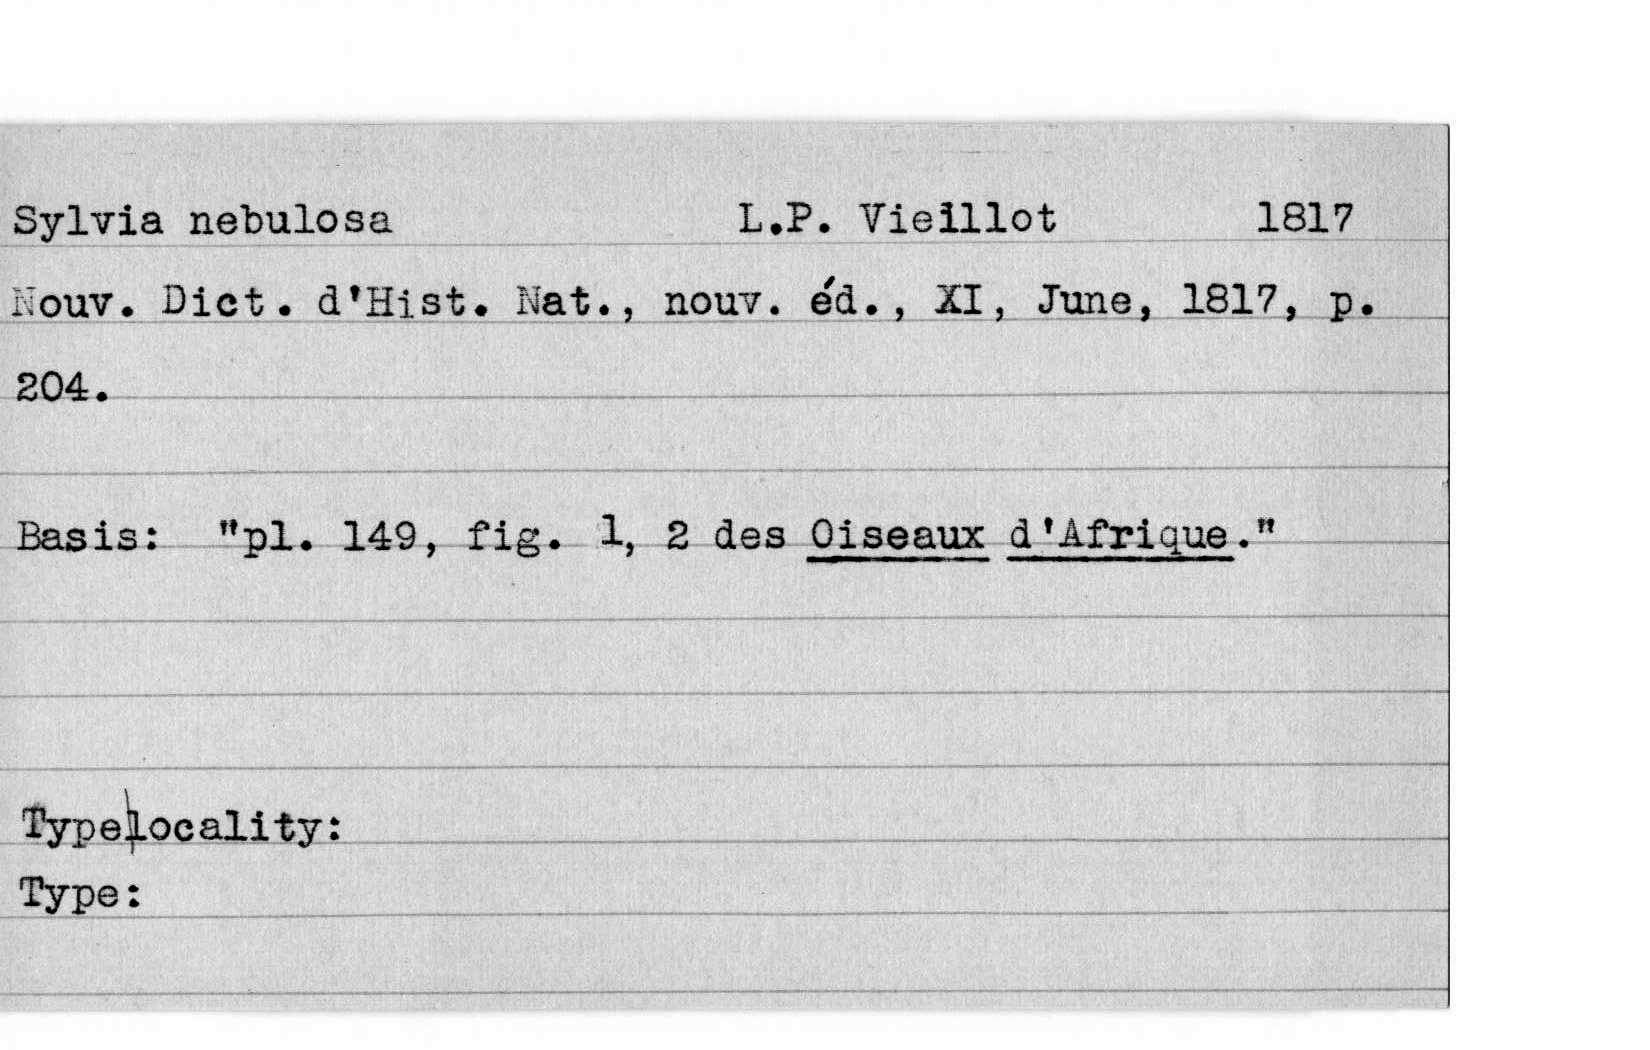 Sylvia nebulosa L.P. Vieillot 1817
Nouv. Dict. d'Hist. Nat., nouv. éd., XI, June, 1817, p.
204.
Basis: "pl. 149, fig. 1, 2 des Oiseaux d'Afrique."
Type locality:
Type: